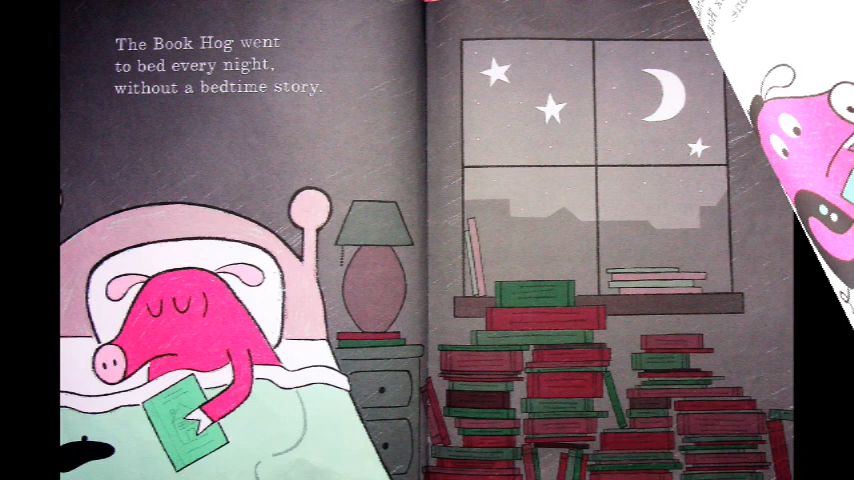 The Book Hog went
to bed every night,
without a bedtime story.